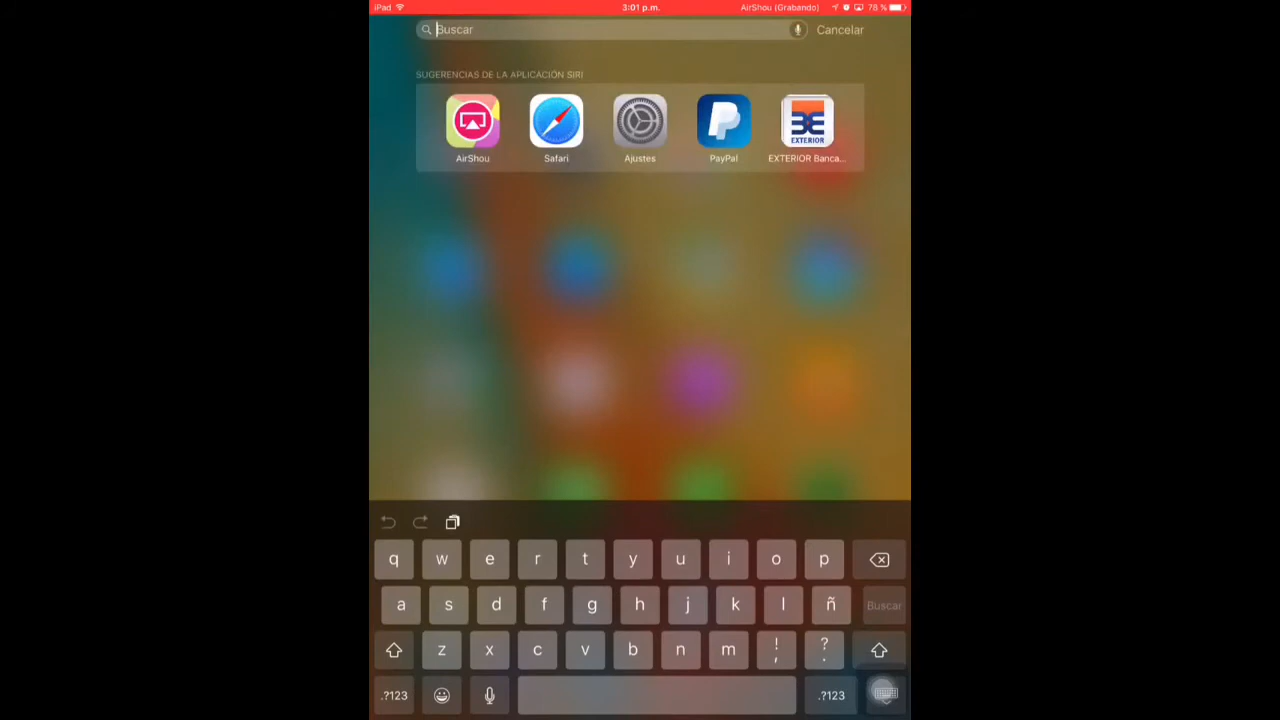 iPad 3:01 p.m. AirShou (Grabando) 78 %
Buscar Cancelar
SUGERENCIAS DE LA APLICACIÓN SIRI
EXTERIOR
AirShou Safari Ajustes PayPal EXTERIOR Banca...
q w e r t y u i o p
a s d f g h j k l ñ Buscar
z x c v b n m ! , ? .
.?123 .?123